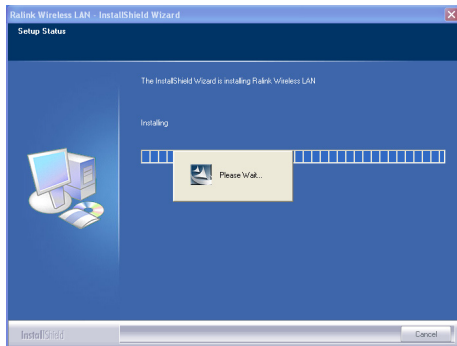 Ralink Wireless LAN - InstallShield Wizard
Setup Status
The InstallShield Wizard is installing Ralink Wireless LAN
Installing
Please Wait...
InstallShield
Cancel